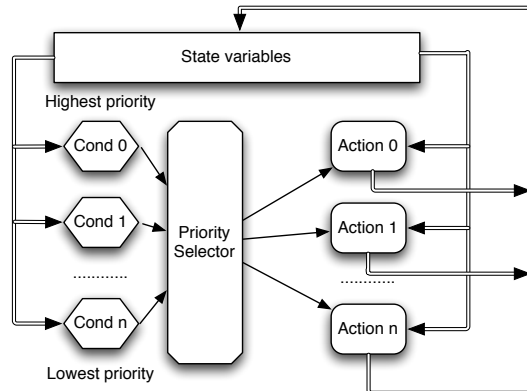 State variables
Highest priority
Cond 0
Action 0
Cond 1
Priority
Selector
Action 1
Cond n
Action n
Lowest priority